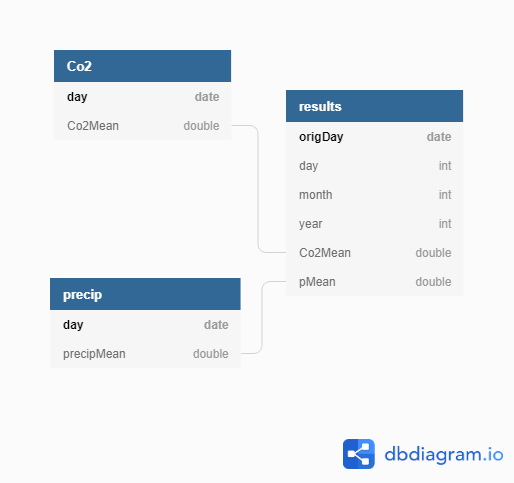 Co2
day date
Co2Mean double
results
origDay date
day int
month int
year int
Co2Mean double
pMean double
precip
day date
precipMean double
dbdiagram.io